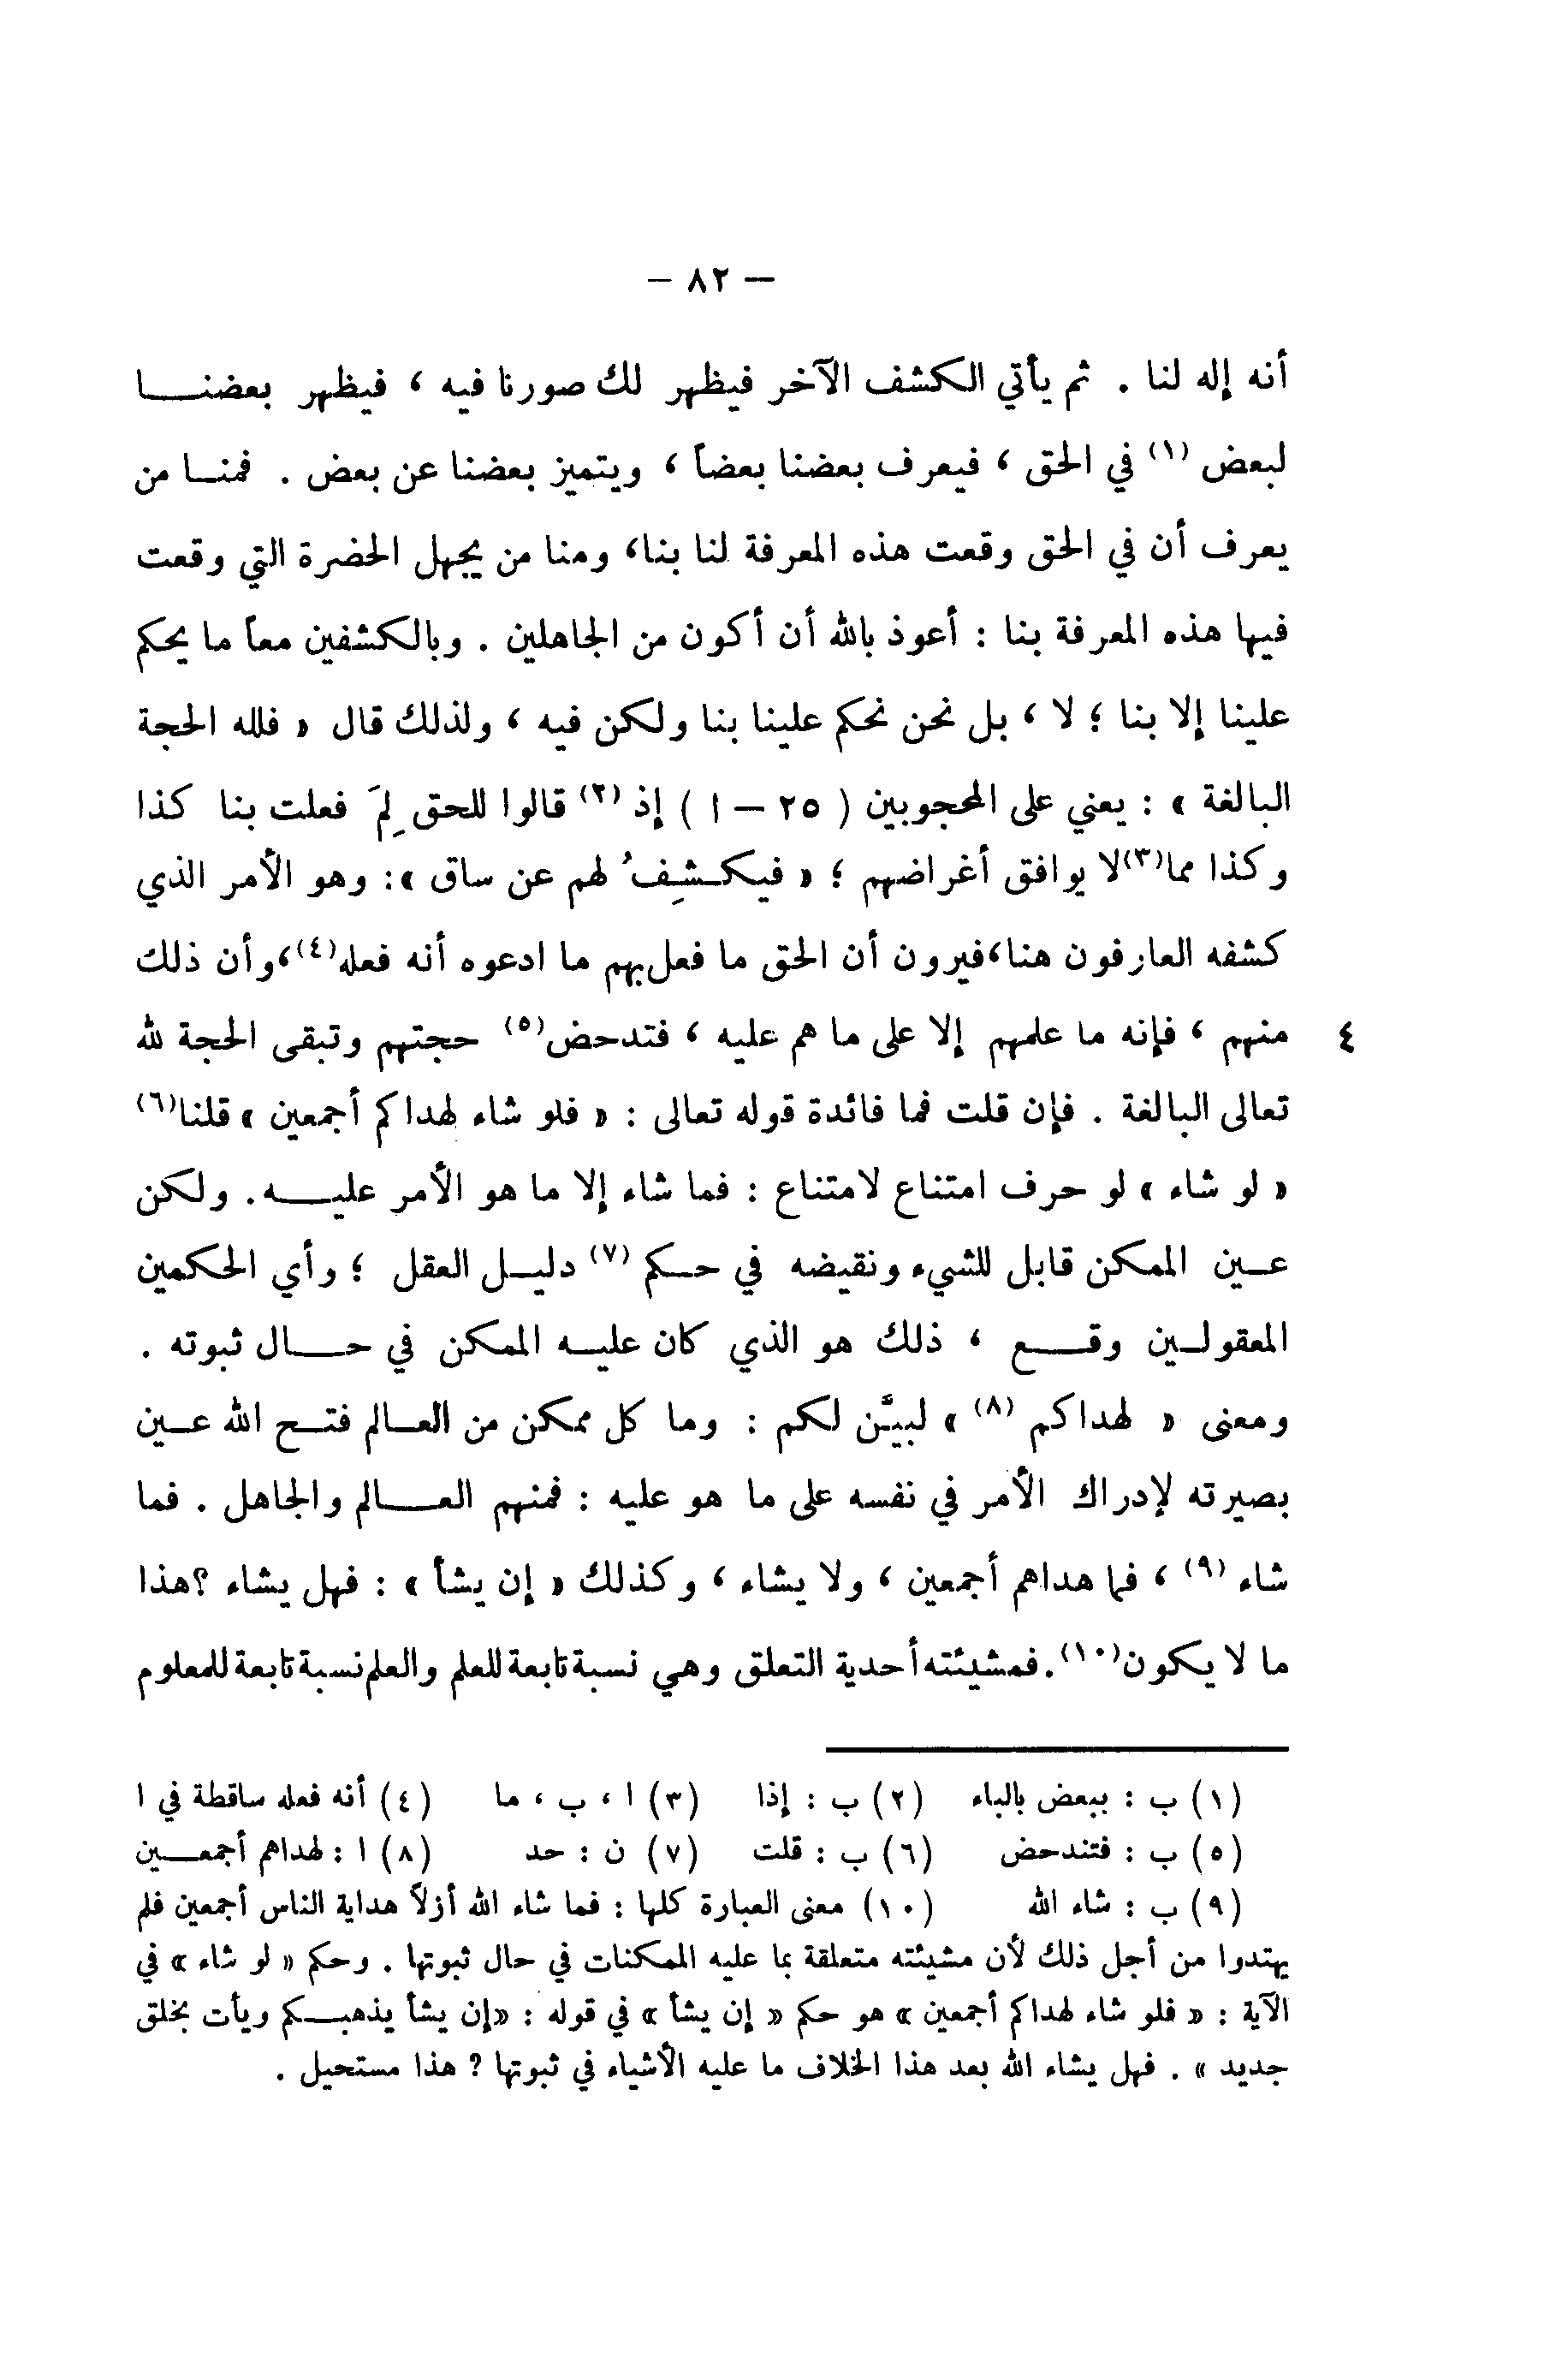 — ٨٢ —
أنه إله لنا . ثم يأتي الكشف الآخر فيظهر لك صورنا فيه ، فيظهر بعضنا
لبعض (١) في الحق ، فيعرف بعضنا بعضاً ، ويتميز بعضنا عن بعض . فمنا من
يعرف أن في الحق وقعت هذه المعرفة لنا بنا، ومنا من يجهل الحضرة التي وقعت
فيها هذه المعرفة بنا : أعوذ بالله أن أكون من الجاهلين . وبالكشفين معاً ما يحكم
علينا إلا بنا ؛ لا ، بل نحن نحكم علينا بنا ولكن فيه ، ولذلك قال « فلله الحجة
البالغة » : يعني على المحجوبين ( ٢٥ — ا ) إذ (٢) قالوا للحق لِمَ فعلت بنا كذا
وكذا مما(٣)لا يوافق أغراضهم ؛ « فيكشِفُ لهم عن ساق »: وهو الأمر الذي
كشفه العارفون هنا،فيرون أن الحق ما فعل بهم ما ادعوه أنه فعله(٤)،وأن ذلك
٤ منهم ، فإنه ما علمهم إلا على ما هم عليه ، فتدحض(٥) حجتهم وتبقى الحجة لله
تعالى البالغة . فإن قلت فما فائدة قوله تعالى : « فلو شاء لهداكم أجمعين » قلنا(٦)
« لو شاء » لو حرف امتناع لامتناع : فما شاء إلا ما هو الأمر عليه. ولكن
عين الممكن قابل للشيء ونقيضه في حكم (٧) دليل العقل ؛ وأي الحكمين
المعقولين وقع ، ذلك هو الذي كان عليه الممكن في حال ثبوته .
ومعنى « لهداكم (٨) » لبيَّن لكم : وما كل ممكن من العالم فتح الله عين
بصيرته لإدراك الأمر في نفسه على ما هو عليه : فمنهم العالم والجاهل . فما
شاء (٩) ، فما هداهم أجمعين ، ولا يشاء ، وكذلك « إن يشأ » : فهل يشاء ؟هذا
ما لا يكون(١٠).فمشيئته أحدية التعلق وهي نسبة تابعة للعلم والعلم نسبة تابعة للمعلوم
(١) ب : ببعض بالباء (٢) ب : إذا (٣) ا ، ب ، ما (٤) أنه فعله ساقطة في ا
(٥) ب : فتندحض (٦) ب : قلت (٧) ن : حد (٨) ا : لهداهم أجمعين
(٩) ب : شاء الله (١٠) معنى العبارة كلها : فما شاء الله أزلاً هداية الناس أجمعين فلم
يهتدوا من أجل ذلك لأن مشيئته متعلقة بما عليه الممكنات في حال ثبوتها . وحكم « لو شاء » في
الآية : « فلو شاء لهداكم أجمعين » هو حكم « إن يشأ » في قوله : «إن يشأ يذهبكم ويأت بخلق
جديد » . فهل يشاء الله بعد هذا الخلاف ما عليه الأشياء في ثبوتها ? هذا مستحيل .